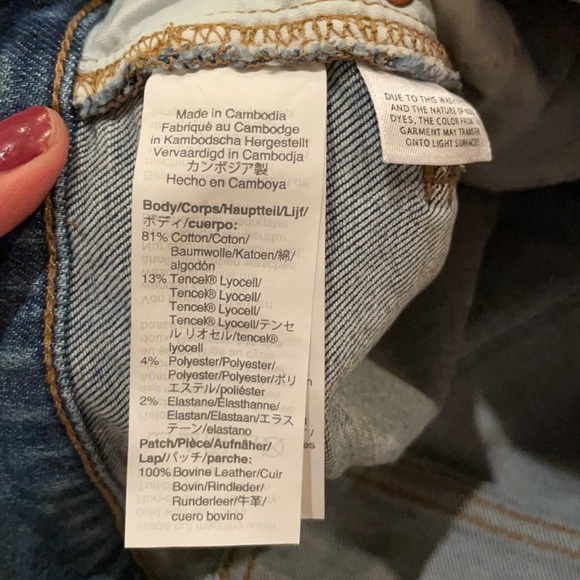 Made in Cambodia
Fabriqué au Cambodge
in Kambodscha Hergestellt
Vervaardigd in Cambodja
カンボジア製
Hecho en Camboya
Body/Corps/Hauptteil/Lijf/
ボディ/cuerpo:
81% Cotton/Coton/
Baumwolle/Katoen/綿/
algodón
13% Tencel® Lyocell/
Tencel® Lyocell/
Tencel® Lyocell/
Tencel® Lyocell/テンセ
ル リオセル/tencel®
lyocell
4% Polyester/Polyester/
Polyester/Polyester/ポリ
エステル/poliéster
2% Elastane/Elasthanne/
Elastan/Elastaan/エラス
テーン/elastano
Patch/Pièce/Aufnäher/
Lap/パッチ/parche:
100% Bovine Leather/Cuir
Bovin/Rindleder/
Runderleer/牛革/
cuero bovino
DUE TO THIS
AND THE NATURE OF
DYES, THE COLOR FROM
GARMENT MAY TRANSFER
ONTO LIGHT